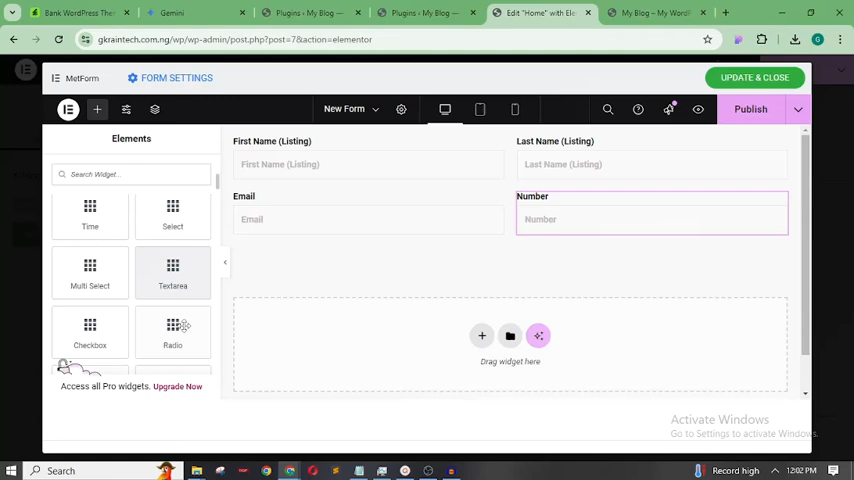 Bank WordPress The
Gemini
Plugins ‹ My Blog —
Plugins ‹ My Blog —
Edit "Home" with Ele
My Blog – My WordP
gkraintech.com.ng/wp/wp-admin/post.php?post=7&action=elementor
G
MetForm
FORM SETTINGS
UPDATE & CLOSE
New Form
Publish
Elements
Search Widget...
Time
Select
Multi Select
Textarea
Checkbox
Radio
Access all Pro widgets. Upgrade Now
First Name (Listing)
Last Name (Listing)
First Name (Listing)
Last Name (Listing)
Email
Number
Email
Number
Drag widget here
Activate Windows
Go to Settings to activate Windows.
Search
Record high
12:02 PM